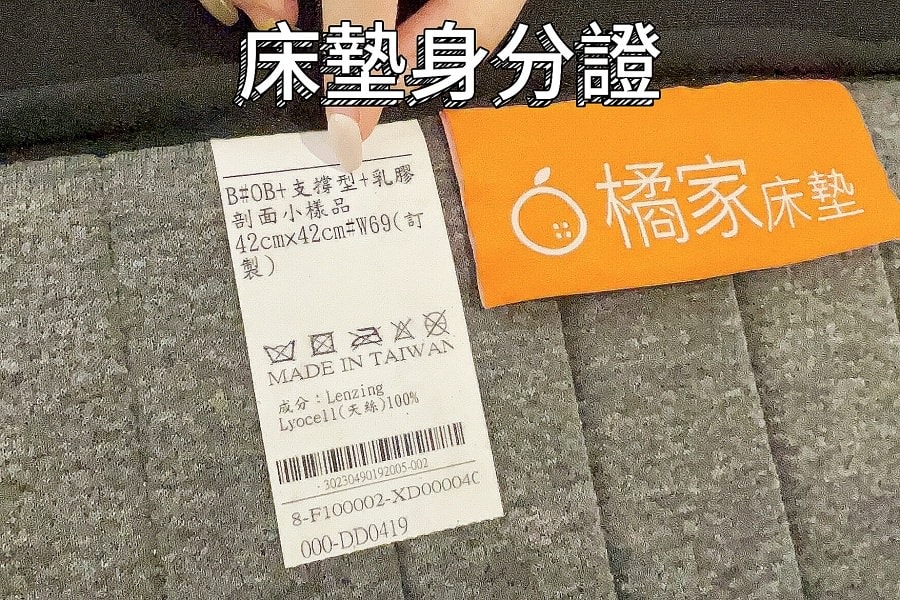 床墊身分證
B#OB+支撐型+乳膠
剖面小樣品
42cmx42cm#W69(訂
製)
MADE IN TAIWAN
成分：Lenzing
Lyocell(天絲)100%
30230490192005-002
8-F100002-XD00004C
000-DD0419
橘家床墊